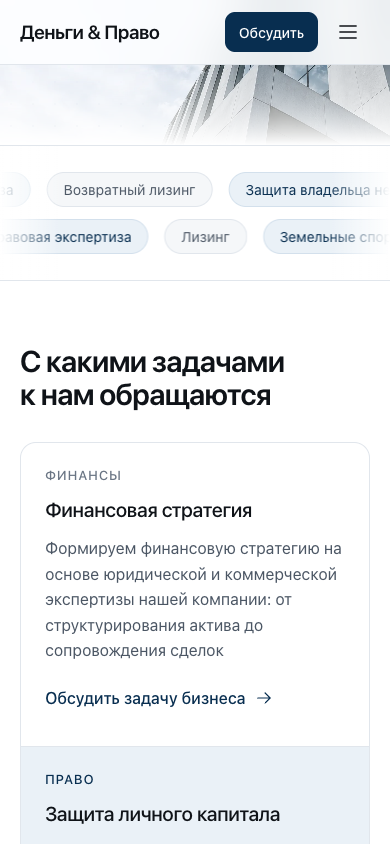 Деньги & Право
Обсудить
Возвратный лизинг
Защита владельца
экспертиза
Лизинг
Земельные
С какими задачами
к нам обращаются
ФИНАНСЫ
Финансовая стратегия
Формируем финансовую стратегию на
основе юридической и коммерческой
экспертизы нашей компании: от
структурирования актива до
сопровождения сделок
Обсудить задачу бизнеса
ПРАВО
Защита личного капитала